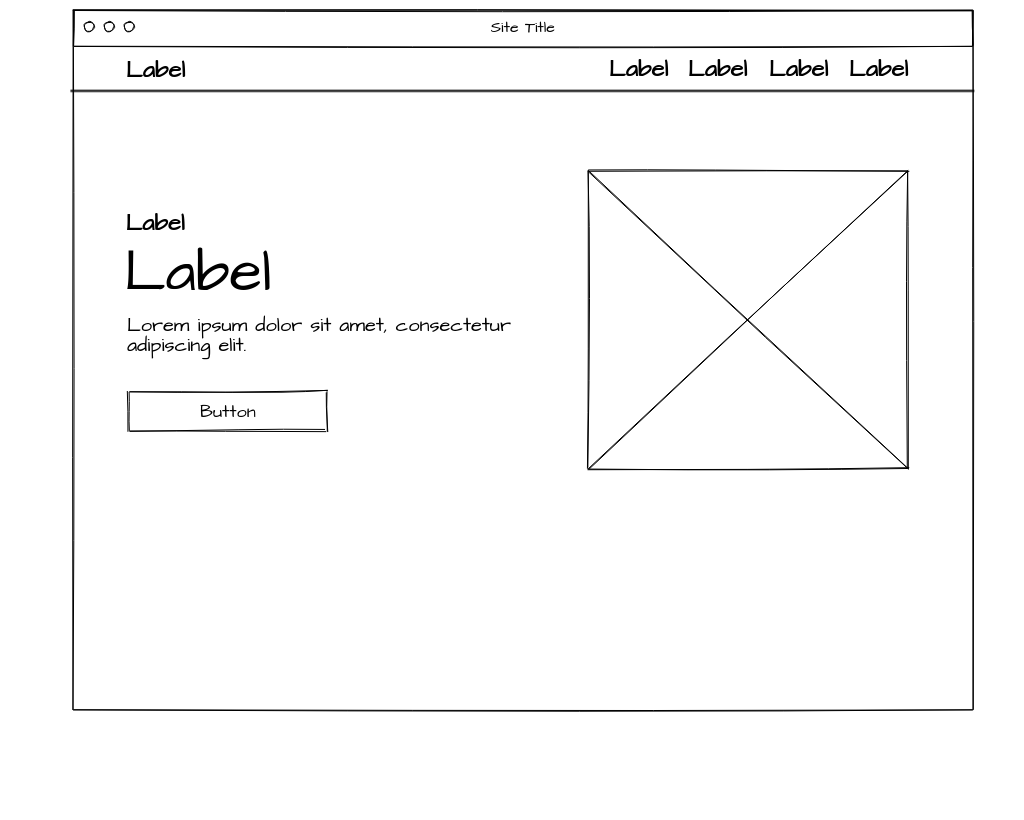 Site Title
Label
Label Label Label Label
Label
Label
Lorem ipsum dolor sit amet, consectetur
adipiscing elit.
Button